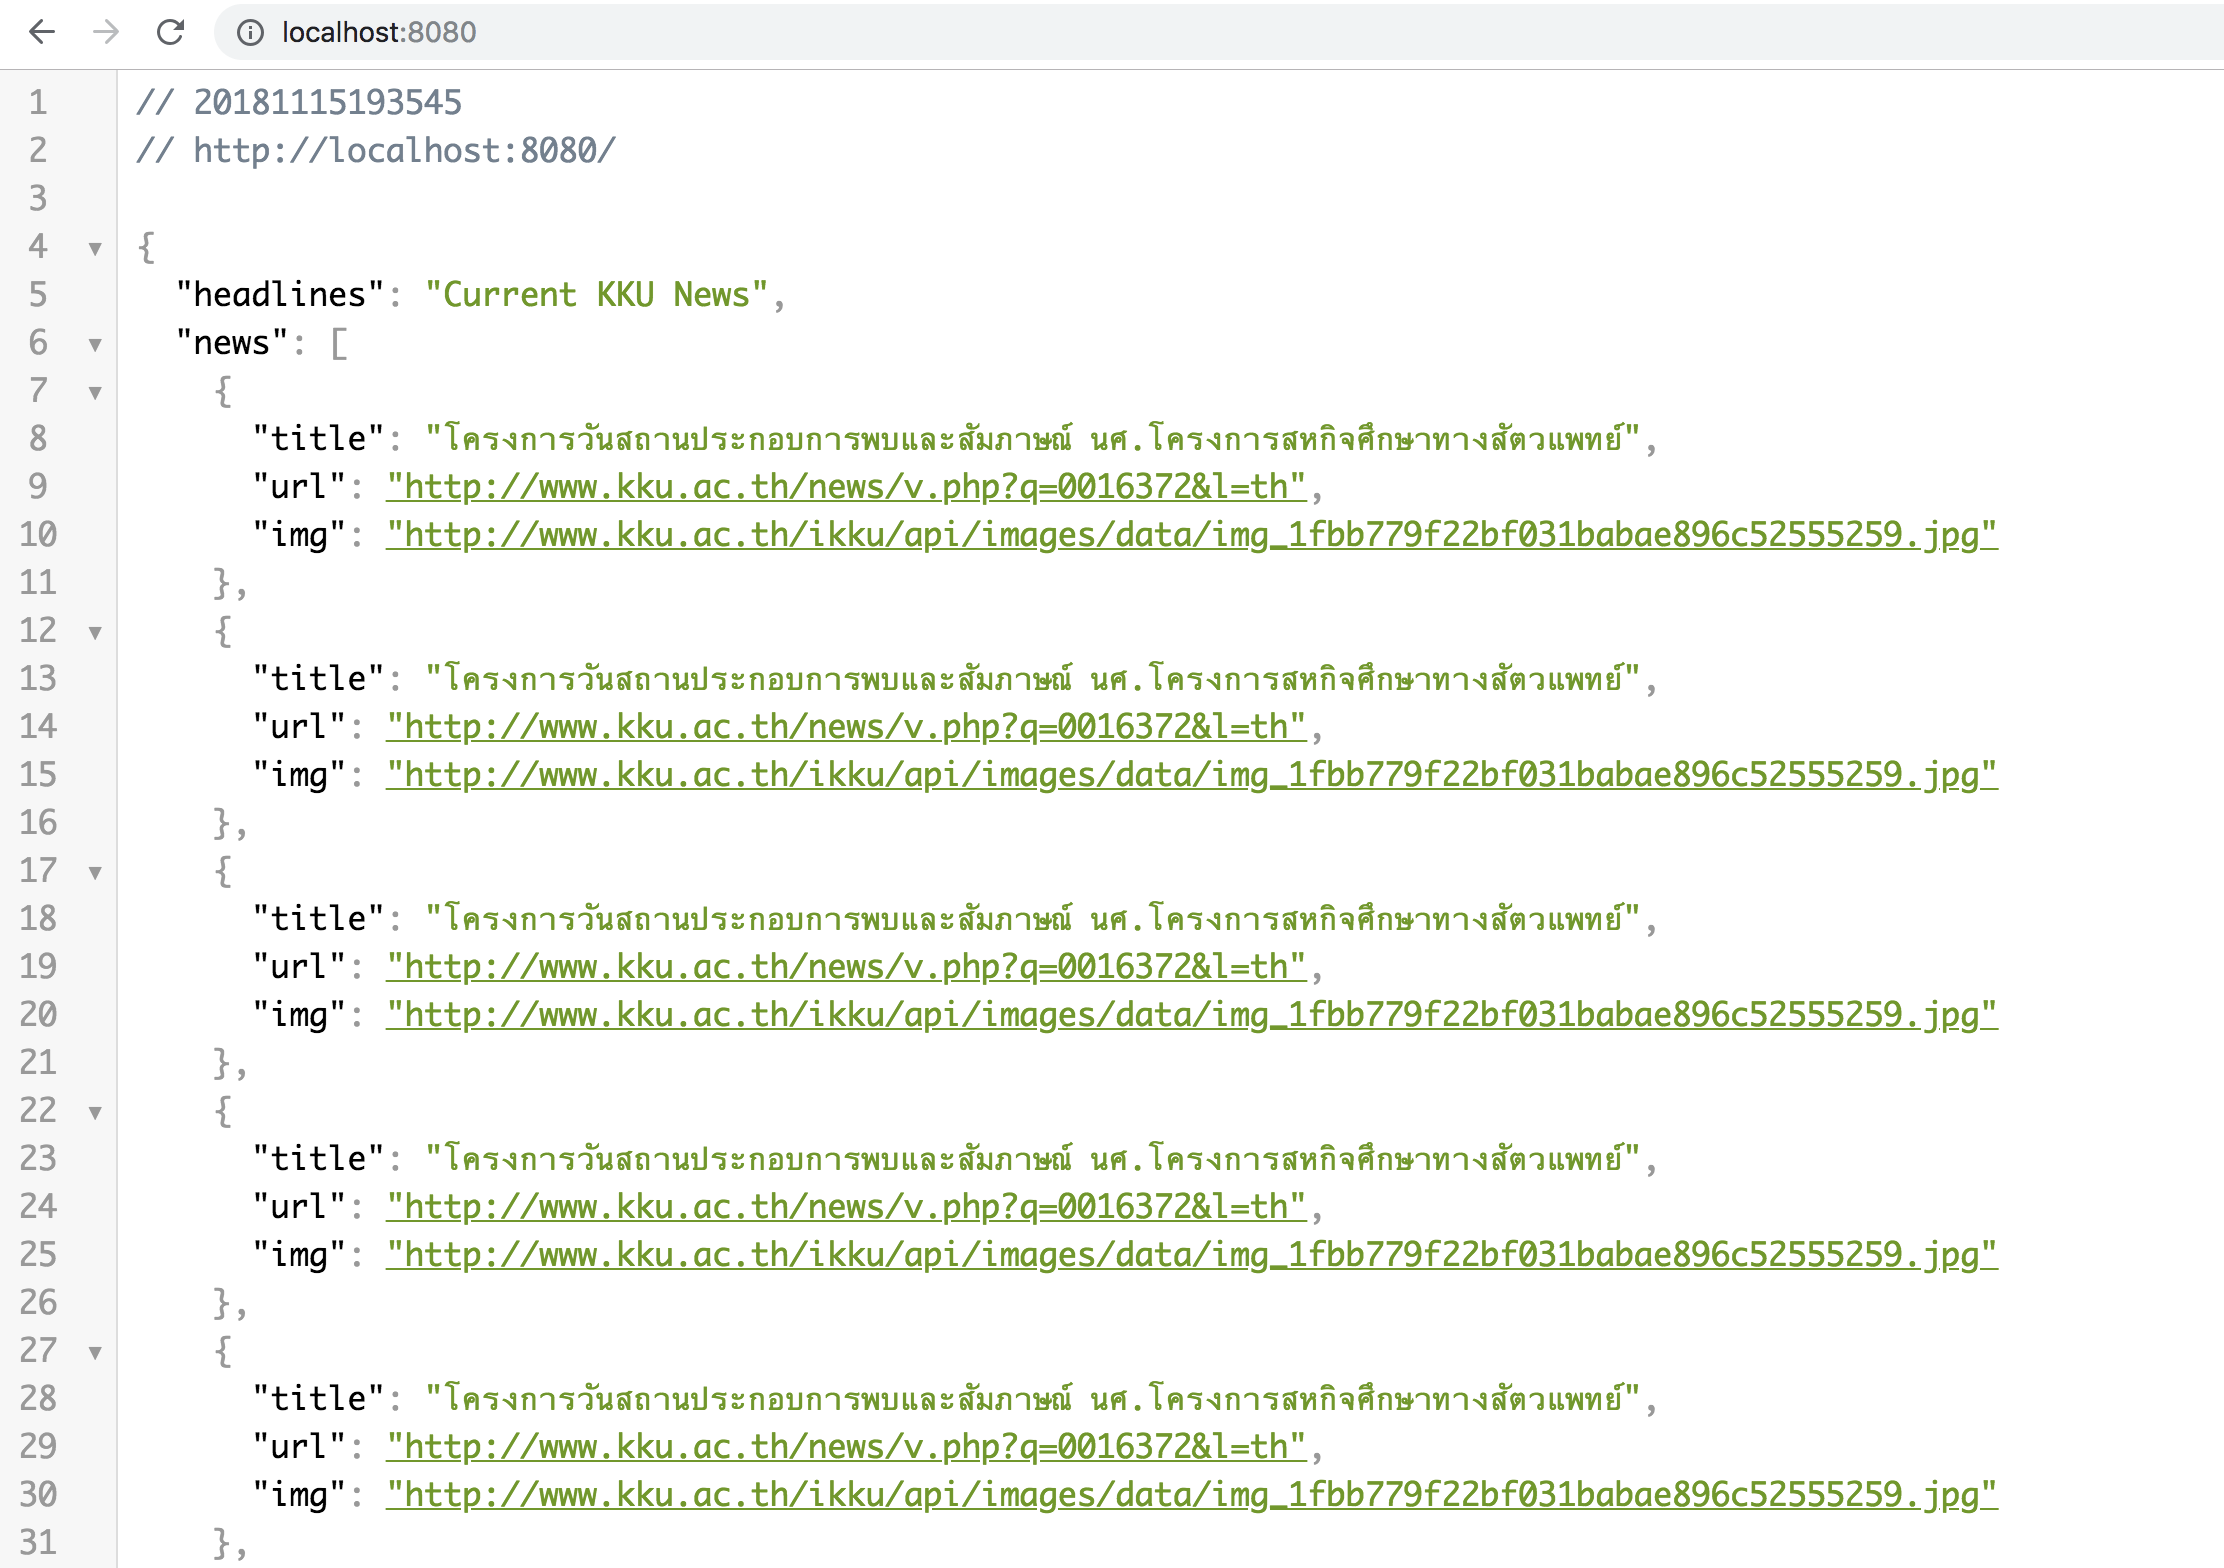 localhost:8080
1 // 20181115193545
2 // http://localhost:8080/
3
4 {
5 "headlines": "Current KKU News",
6 "news": [
7 {
8 "title": "โครงการวันสถานประกอบการพบและสัมภาษณ์ นศ.โครงการสหกิจศึกษาทางสัตวแพทย์",
9 "url": "http://www.kku.ac.th/news/v.php?q=0016372&l=th",
10 "img": "http://www.kku.ac.th/ikku/api/images/data/img_1fbb779f22bf031babae896c52555259.jpg"
11 },
12 {
13 "title": "โครงการวันสถานประกอบการพบและสัมภาษณ์ นศ.โครงการสหกิจศึกษาทางสัตวแพทย์",
14 "url": "http://www.kku.ac.th/news/v.php?q=0016372&l=th",
15 "img": "http://www.kku.ac.th/ikku/api/images/data/img_1fbb779f22bf031babae896c52555259.jpg"
16 },
17 {
18 "title": "โครงการวันสถานประกอบการพบและสัมภาษณ์ นศ.โครงการสหกิจศึกษาทางสัตวแพทย์",
19 "url": "http://www.kku.ac.th/news/v.php?q=0016372&l=th",
20 "img": "http://www.kku.ac.th/ikku/api/images/data/img_1fbb779f22bf031babae896c52555259.jpg"
21 },
22 {
23 "title": "โครงการวันสถานประกอบการพบและสัมภาษณ์ นศ.โครงการสหกิจศึกษาทางสัตวแพทย์",
24 "url": "http://www.kku.ac.th/news/v.php?q=0016372&l=th",
25 "img": "http://www.kku.ac.th/ikku/api/images/data/img_1fbb779f22bf031babae896c52555259.jpg"
26 },
27 {
28 "title": "โครงการวันสถานประกอบการพบและสัมภาษณ์ นศ.โครงการสหกิจศึกษาทางสัตวแพทย์",
29 "url": "http://www.kku.ac.th/news/v.php?q=0016372&l=th",
30 "img": "http://www.kku.ac.th/ikku/api/images/data/img_1fbb779f22bf031babae896c52555259.jpg"
31 },